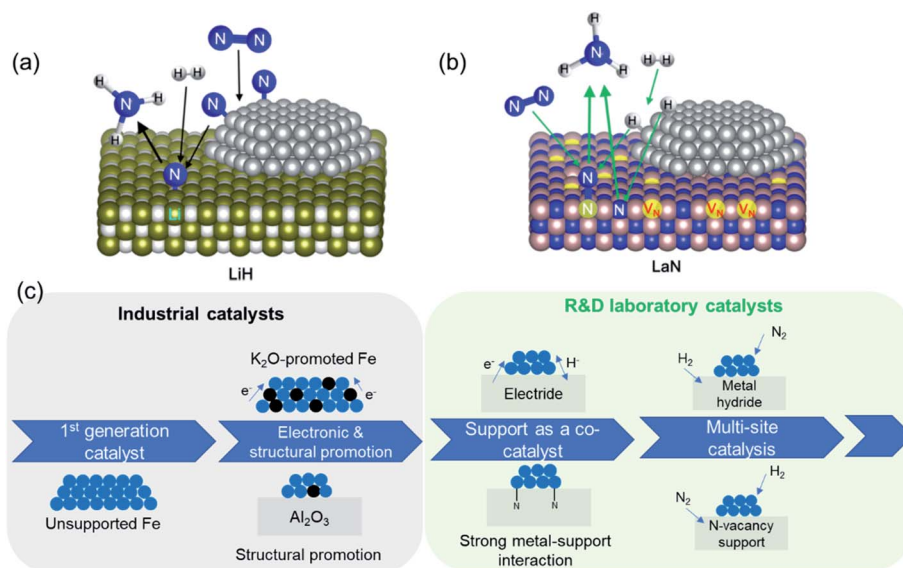 (a)
N N
H H
N
H
H
H
N
N
N
Li
LiH
(b)
H
N
H
H
H H
N N
H
H
N
N
N
V_N
V_N
V_N
LaN
(c)
Industrial catalysts
K₂O-promoted Fe
e⁻
e⁻
1st generation
catalyst
Electronic &
structural promotion
Unsupported Fe
Al₂O₃
Structural promotion
R&D laboratory catalysts
e⁻
H⁻
Electride
H₂
N₂
Metal
hydride
Support as a co-
catalyst
Multi-site
catalysis
N
N
Strong metal-support
interaction
N₂
H₂
N-vacancy
support